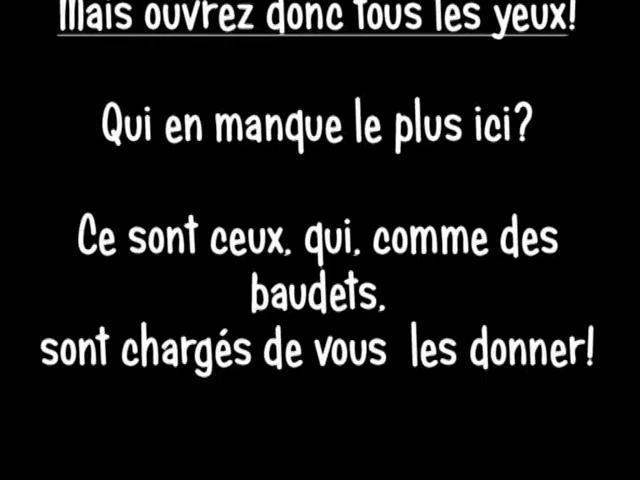 Mais ouvrez donc tous les yeux!
Qui en manque le plus ici?
Ce sont ceux, qui, comme des
baudets,
sont chargés de vous les donner!